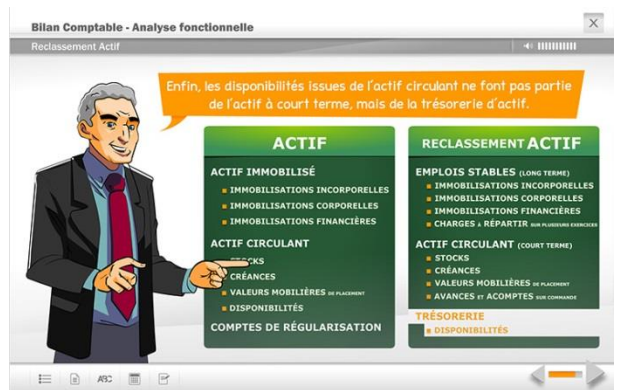 Bilan Comptable - Analyse fonctionnelle
Reclassement Actif
Enfin, les disponibilités issues de l'actif circulant ne font pas partie
de l'actif à court terme, mais de la trésorerie d'actif.
ACTIF
ACTIF IMMOBILISÉ
IMMOBILISATIONS INCORPORELLES
IMMOBILISATIONS CORPORELLES
IMMOBILISATIONS FINANCIÈRES
ACTIF CIRCULANT
STOCKS
CRÉANCES
VALEURS MOBILIÈRES DE PLACEMENT
DISPONIBILITÉS
COMPTES DE RÉGULARISATION
RECLASSEMENT ACTIF
EMPLOIS STABLES (LONG TERME)
IMMOBILISATIONS INCORPORELLES
IMMOBILISATIONS CORPORELLES
IMMOBILISATIONS FINANCIÈRES
CHARGES À RÉPARTIR SUR PLUSIEURS EXERCICES
ACTIF CIRCULANT (COURT TERME)
STOCKS
CRÉANCES
VALEURS MOBILIÈRES DE PLACEMENT
AVANCES ET ACOMPTES SUR COMMANDE
TRÉSORERIE
DISPONIBILITÉS
ABC